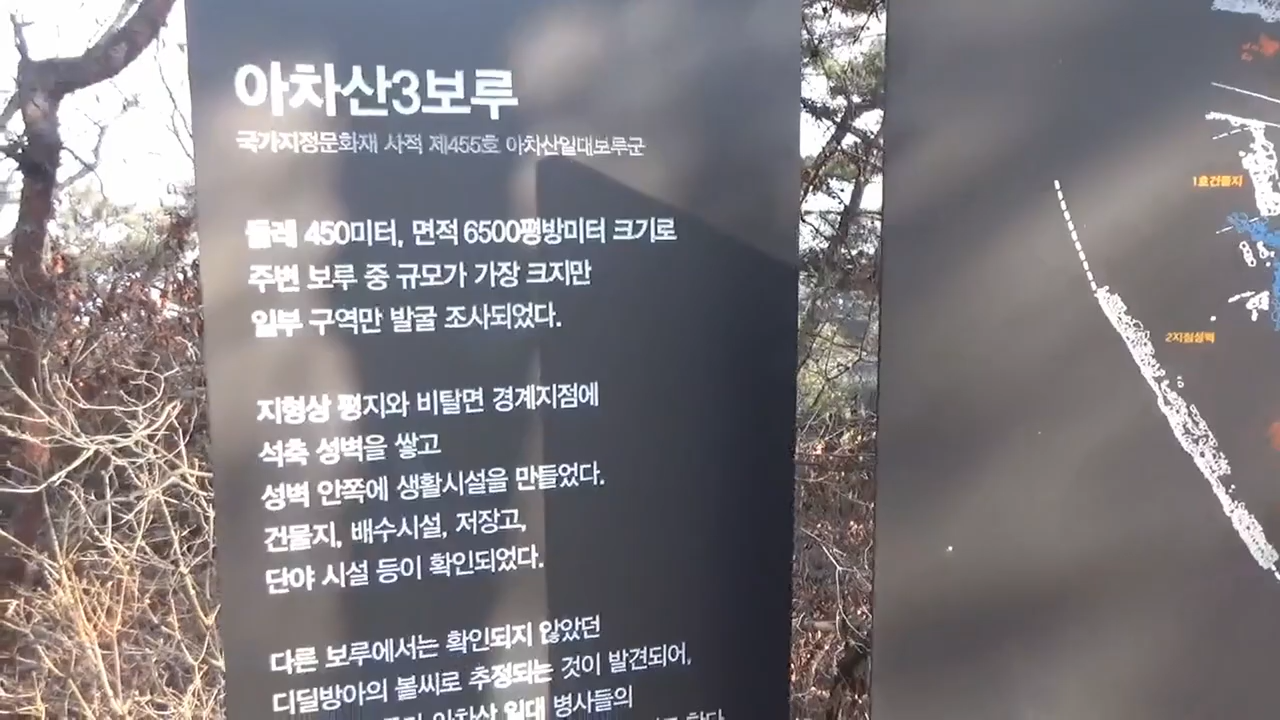 아차산3보루
국가지정문화재 사적 제455호 아차산일대보루군
둘레 450미터, 면적 6500평방미터 크기로
주변 보루 중 규모가 가장 크지만
일부 구역만 발굴 조사되었다.
지형상 평지와 비탈면 경계지점에
석축 성벽을 쌓고
성벽 안쪽에 생활시설을 만들었다.
건물지, 배수시설, 저장고,
단야 시설 등이 확인되었다.
다른 보루에서는 확인되지 않았던
디딜방아의 볼씨로 추정되는 것이 발견되어,
아차산 일대 병사들의
1호건물지
2지점성벽